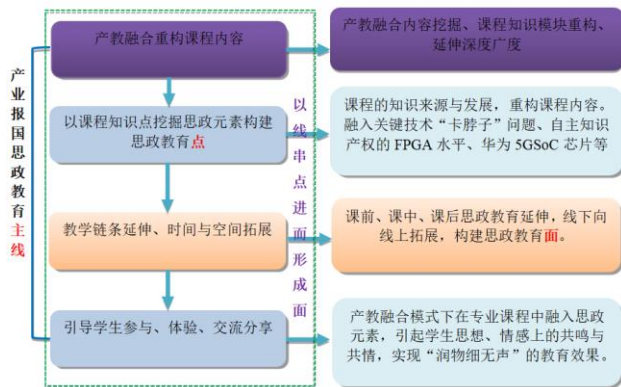 产业报国思政教育主线
产教融合重构课程内容
产教融合内容挖掘、课程知识模块重构、
延伸深度广度
以课程知识点挖掘思政元素构建
思政教育点
课程的知识来源与发展，重构课程内容。
融入关键技术“卡脖子”问题、自主知识
产权的 FPGA 水平、华为 5GSoC 芯片等
以线串点进而形成面
教学链条延伸、时间与空间拓展
课前、课中、课后思政教育延伸，线下向
线上拓展，构建思政教育面。
引导学生参与、体验、交流分享
产教融合模式下在专业课程中融入思政
元素，引起学生思想、情感上的共鸣与
共情，实现“润物细无声”的教育效果。